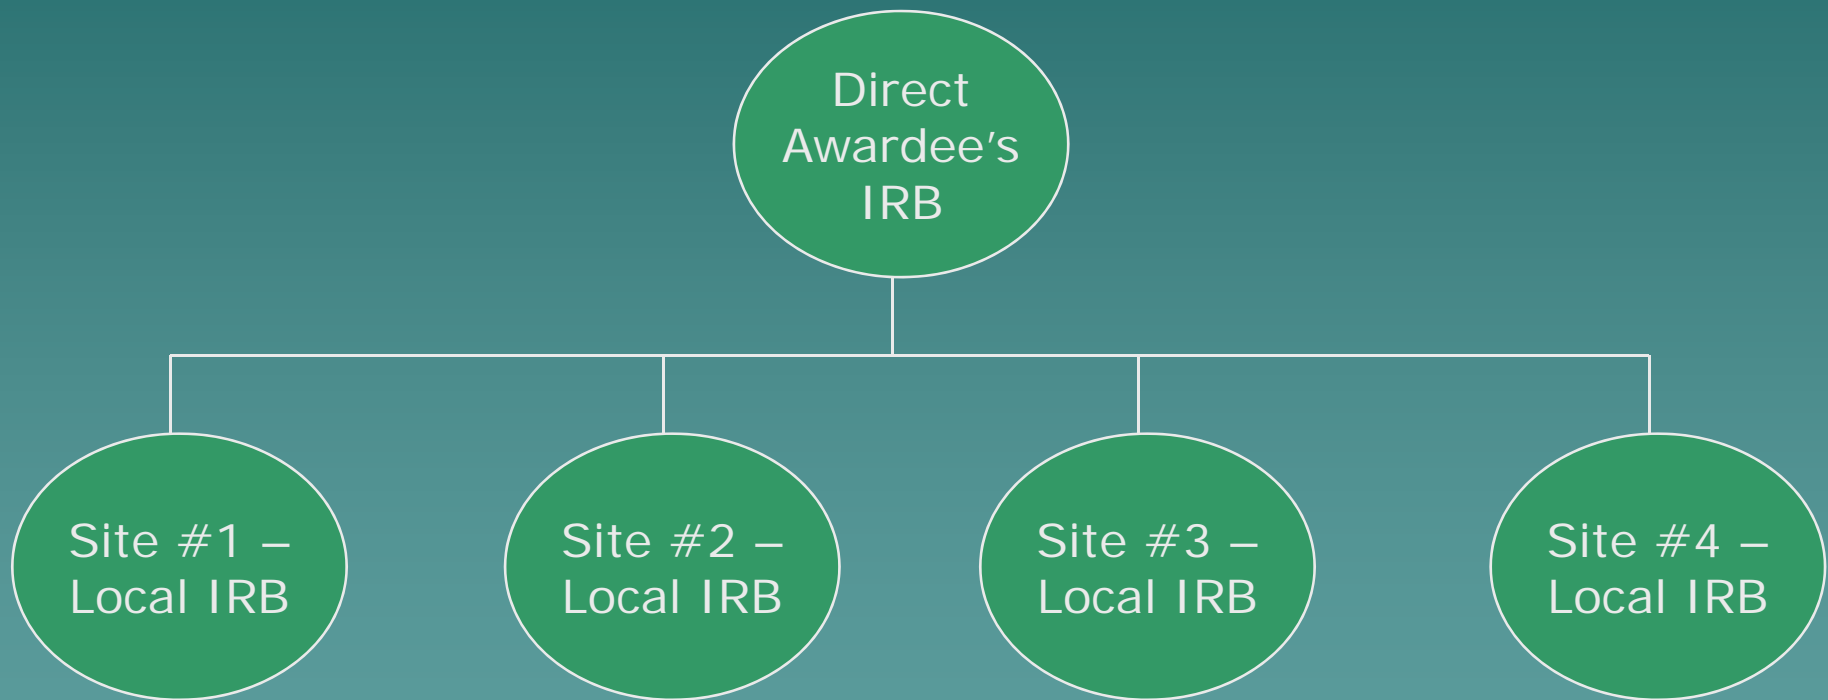 Direct
Awardee’s
IRB
Site #1 –
Local IRB
Site #2 –
Local IRB
Site #3 –
Local IRB
Site #4 –
Local IRB